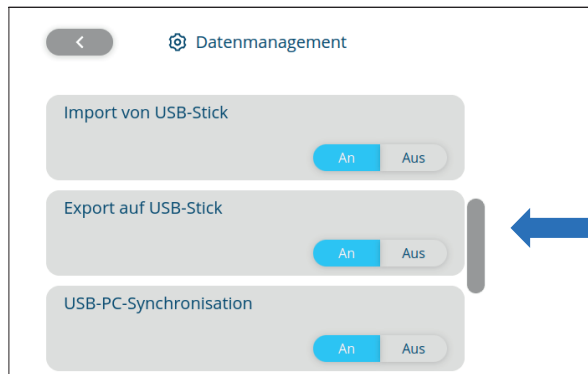 Datenmanagement
Import von USB-Stick
An Aus
Export auf USB-Stick
An Aus
USB-PC-Synchronisation
An Aus